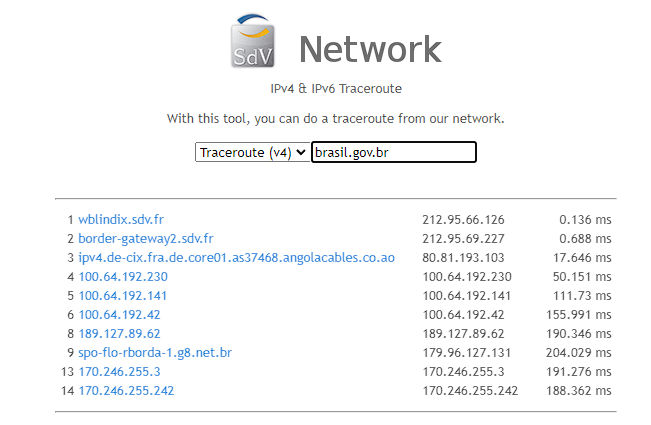 SdV Network
IPv4 & IPv6 Traceroute
With this tool, you can do a traceroute from our network.
Traceroute (v4) brasil.gov.br
1 wblindix.sdv.fr 212.95.66.126 0.136 ms
2 border-gateway2.sdv.fr 212.95.69.227 0.688 ms
3 ipv4.de-cix.fra.de.core01.as37468.angolacables.co.ao 80.81.193.103 17.646 ms
4 100.64.192.230 100.64.192.230 50.151 ms
5 100.64.192.141 100.64.192.141 111.73 ms
6 100.64.192.42 100.64.192.42 155.991 ms
8 189.127.89.62 189.127.89.62 190.346 ms
9 spo-flo-rborda-1.g8.net.br 179.96.127.131 204.029 ms
13 170.246.255.3 170.246.255.3 191.276 ms
14 170.246.255.242 170.246.255.242 188.362 ms